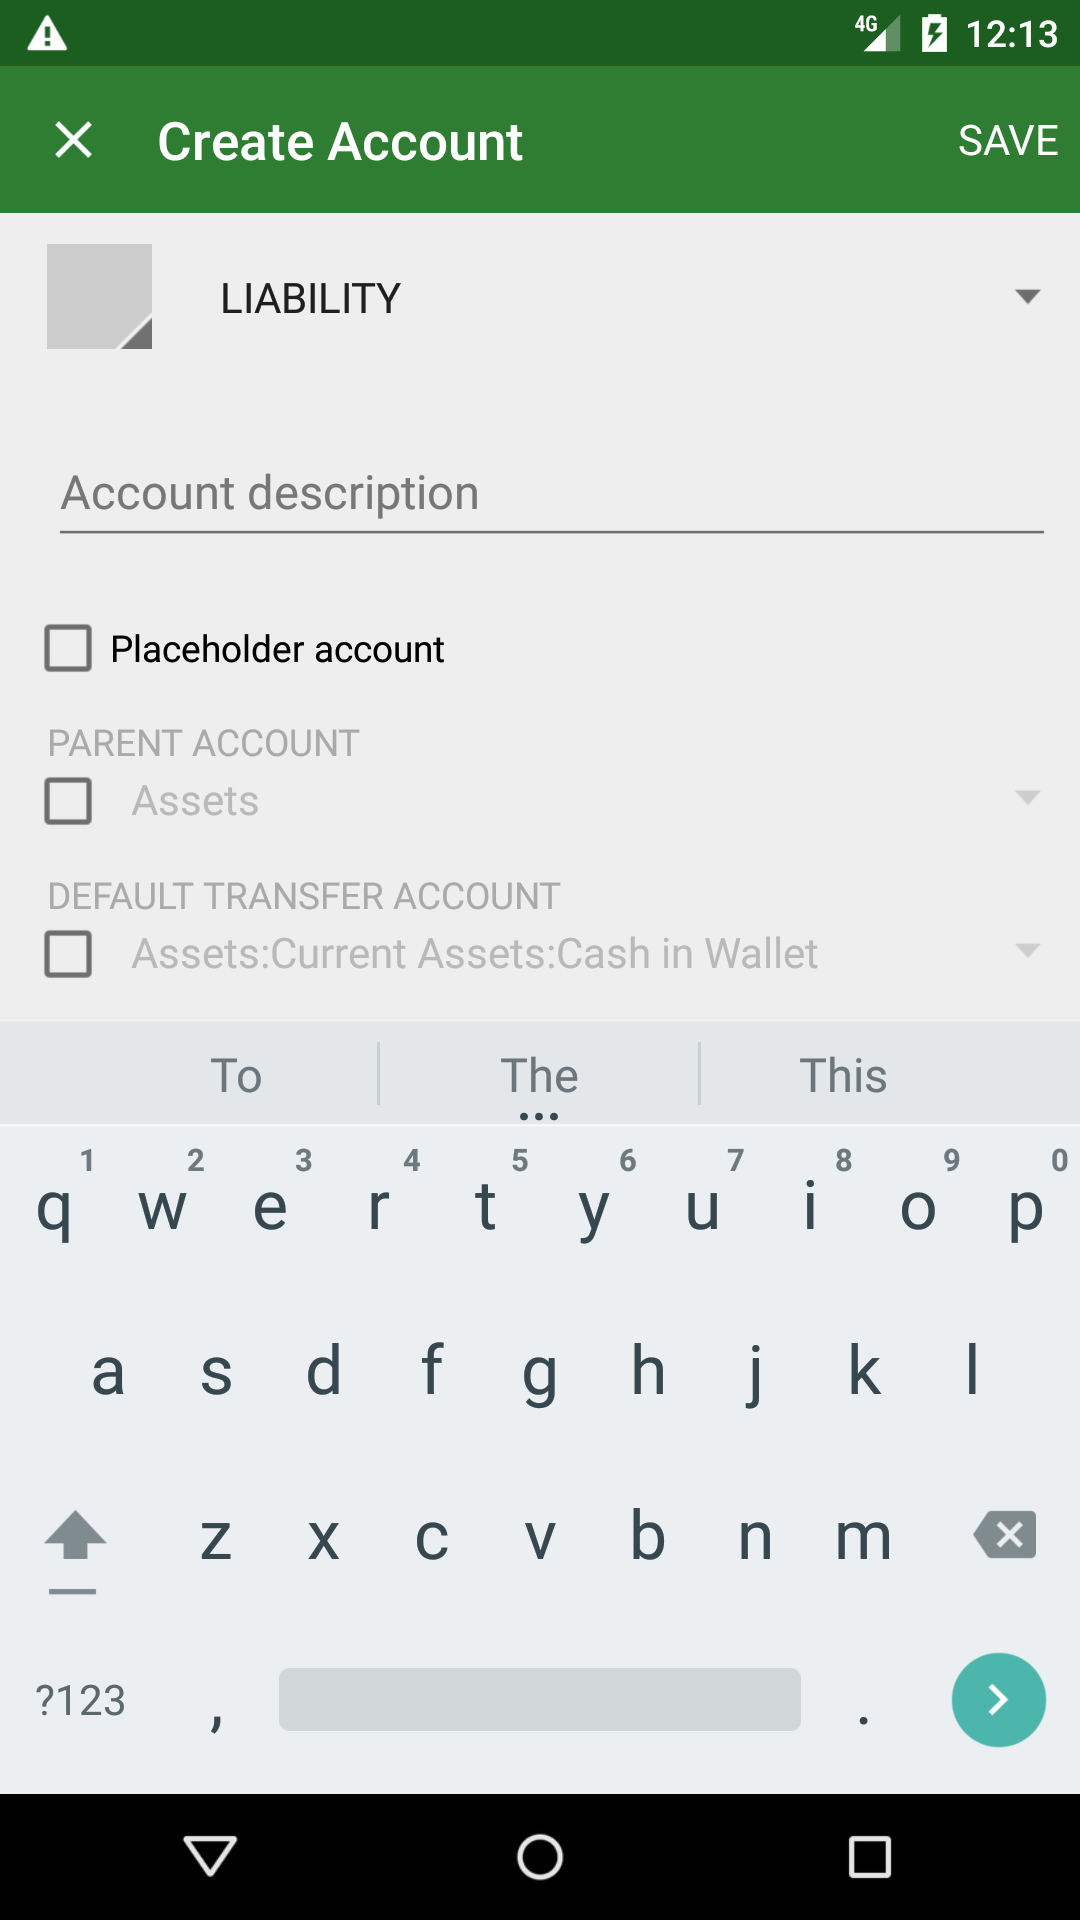 4G 12:13
Create Account SAVE
LIABILITY
Account description
Placeholder account
PARENT ACCOUNT
Assets
DEFAULT TRANSFER ACCOUNT
Assets:Current Assets:Cash in Wallet
To The This
1 2 3 4 5 6 7 8 9 0
q w e r t y u i o p
a s d f g h j k l
z x c v b n m
?123 , .